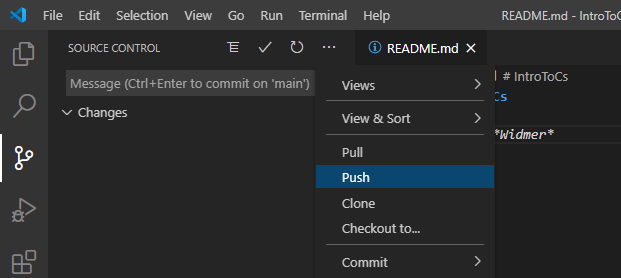 File Edit Selection View Go Run Terminal Help README.md - IntroToC
SOURCE CONTROL
README.md
Message (Ctrl+Enter to commit on 'main')
Changes
Views
View & Sort
Pull
Push
Clone
Checkout to...
Commit
# IntroToCs
Cs
*Widmer*